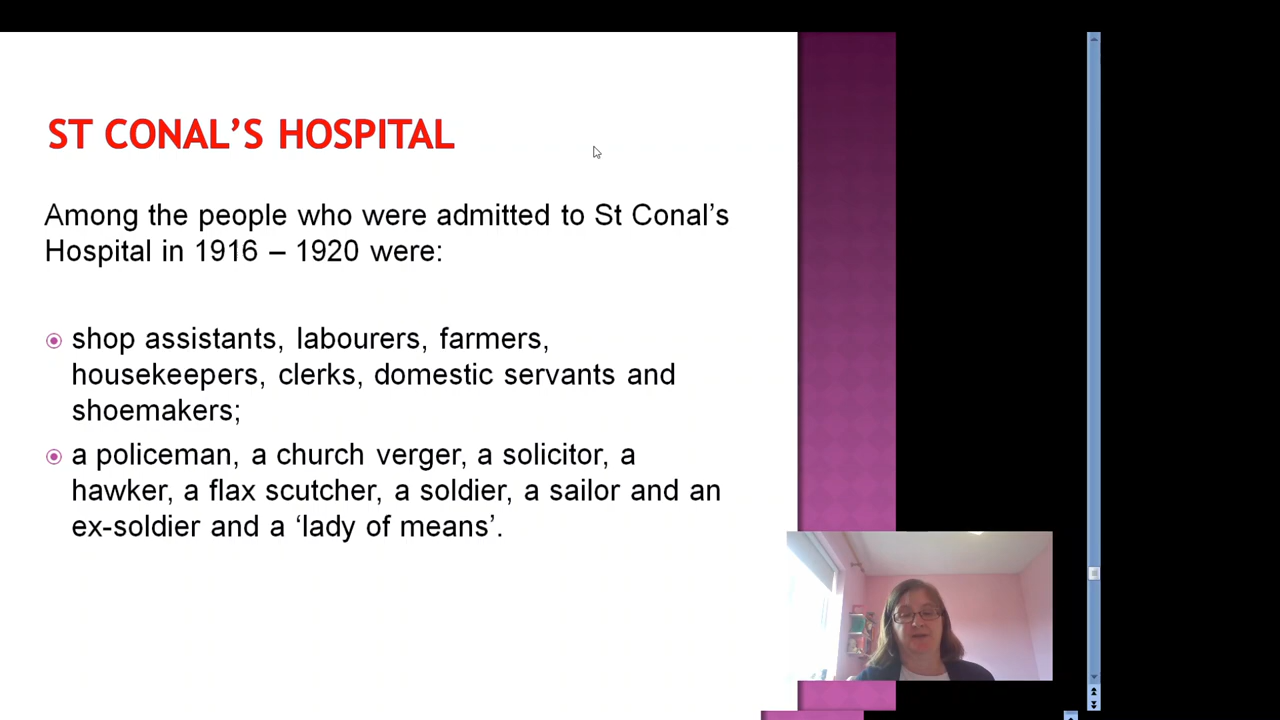 ST CONAL’S HOSPITAL
Among the people who were admitted to St Conal’s
Hospital in 1916 – 1920 were:
shop assistants, labourers, farmers,
housekeepers, clerks, domestic servants and
shoemakers;
a policeman, a church verger, a solicitor, a
hawker, a flax scutcher, a soldier, a sailor and an
ex-soldier and a ‘lady of means’.